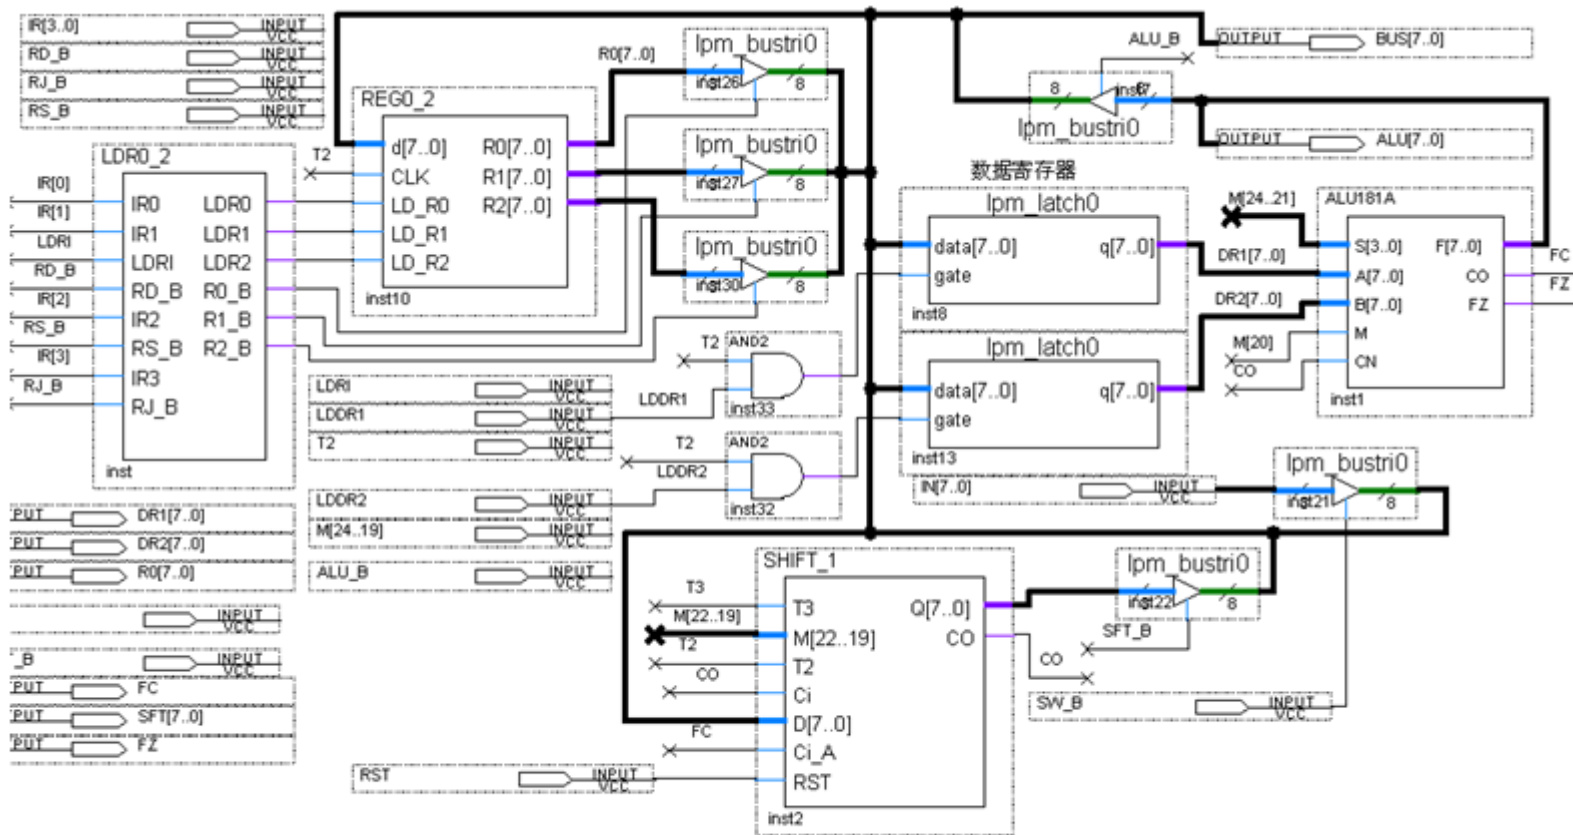 IR[3..0] INPUT VCC
RD_B INPUT VCC
RJ_B INPUT VCC
RS_B INPUT VCC
LDR0_2
IR[0] IR0 LDR0
IR[1] IR1 LDR1
LDRI LDRI LDR2
RD_B RD_B R0_B
IR[2] IR2 R1_B
RS_B RS_B R2_B
IR[3] IR3
RJ_B RJ_B
inst
REG0_2
d[7..0] R0[7..0]
T2 CLK R1[7..0]
LD_R0 R2[7..0]
LD_R1
LD_R2
inst10
R0[7..0]
lpm_bustri0
inst26 8
lpm_bustri0
inst27 8
lpm_bustri0
inst30 8
ALU_B
8
lpm_bustri0
OUTPUT BUS[7..0]
OUTPUT ALU[7..0]
数据寄存器
lpm_latch0
data[7..0] q[7..0]
gate
inst8
lpm_latch0
data[7..0] q[7..0]
gate
inst13
DR1[7..0]
DR2[7..0]
M[24..21]
M[20]
CO
ALU181A
S[3..0] F[7..0]
A[7..0] CO
B[7..0] FZ
M
CN
inst1
FC
FZ
T2 AND2
LDDR1
inst33
T2 AND2
LDDR2
inst32
LDRI INPUT VCC
LDDR1 INPUT VCC
T2 INPUT VCC
LDDR2 INPUT VCC
M[24..19] INPUT VCC
ALU_B INPUT VCC
IN[7..0] INPUT VCC
lpm_bustri0
inst21 8
PUT DR1[7..0]
PUT DR2[7..0]
PUT R0[7..0]
INPUT VCC
_B INPUT VCC
PUT FC
PUT SFT[7..0]
PUT FZ
SHIFT_1
T3 T3 Q[7..0]
M[22..19] M[22..19] CO
T2 T2
CO Ci
D[7..0]
FC Ci_A
RST
inst2
RST INPUT VCC
lpm_bustri0
inst22 8
SFT_B
CO
SW_B INPUT VCC